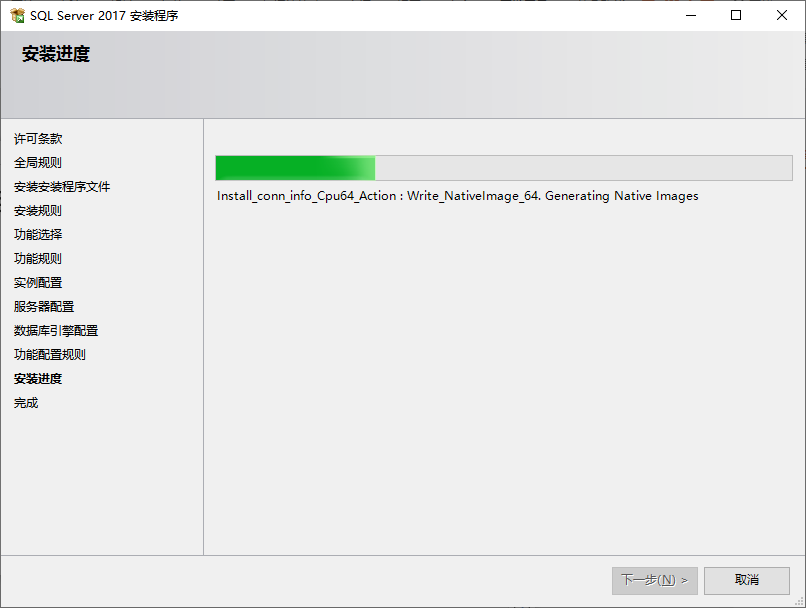 SQL Server 2017 安装程序
安装进度
许可条款
全局规则
安装安装程序文件
安装规则
功能选择
功能规则
实例配置
服务器配置
数据库引擎配置
功能配置规则
安装进度
完成
Install_conn_info_Cpu64_Action : Write_NativeImage_64. Generating Native Images
下一步(N) >
取消